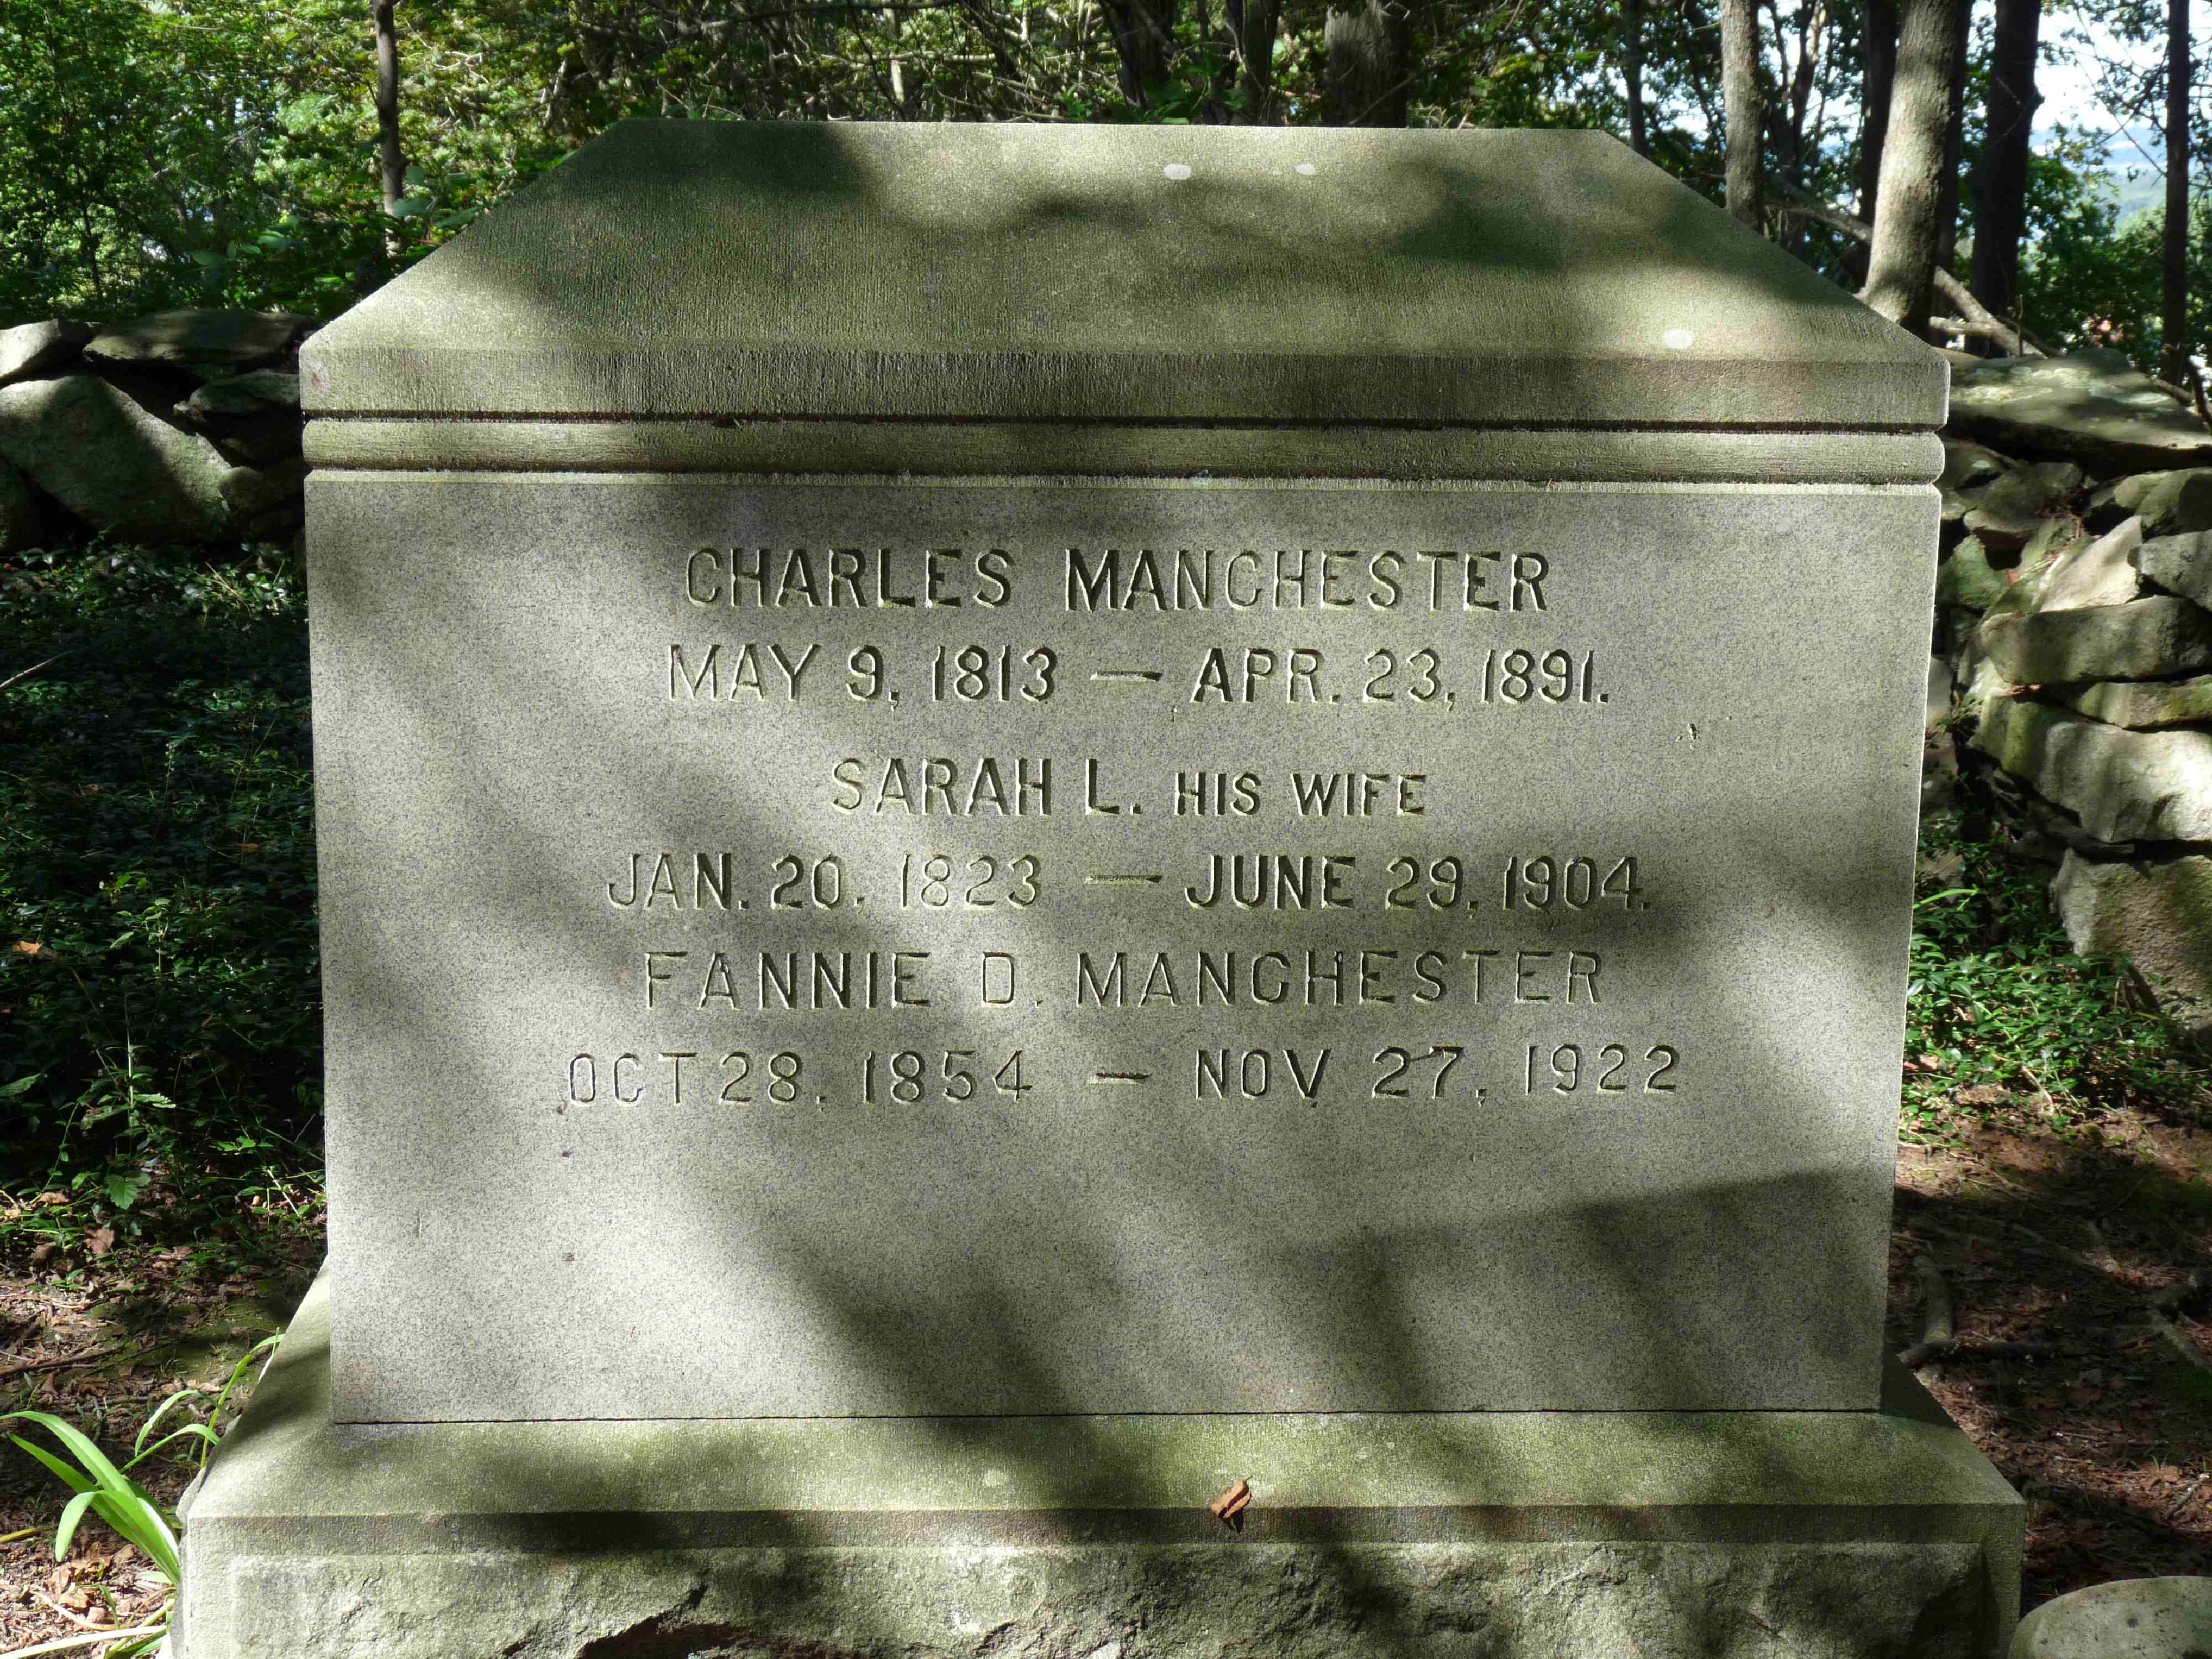 CHARLES MANCHESTER
MAY 9, 1813 — APR. 23, 1891.
SARAH L. HIS WIFE
JAN. 20, 1823 — JUNE 29, 1904.
FANNIE D. MANCHESTER
OCT 28, 1854 — NOV 27, 1922